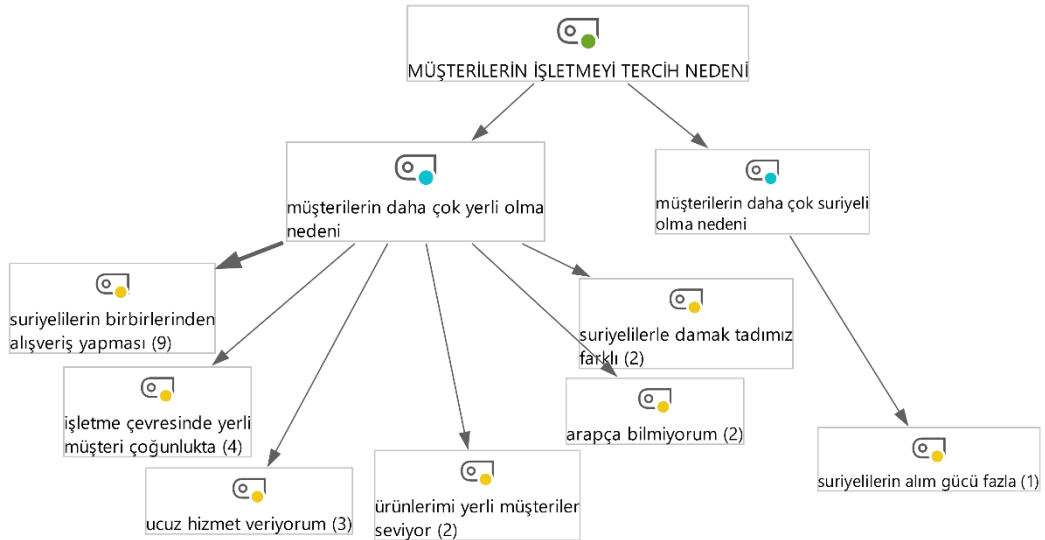 MÜŞTERİLERİN İŞLETMEYİ TERCİH NEDENİ
müşterilerin daha çok yerli olma
nedeni
müşterilerin daha çok suriyeli
olma nedeni
suriyelilerin birbirlerinden
alışveriş yapması (9)
suriyelilerle damak tadımız
farklı (2)
işletme çevresinde yerli
müşteri çoğunlukta (4)
arapça bilmiyorum (2)
suriyelilerin alım gücü fazla (1)
ucuz hizmet veriyorum (3)
ürünlerimi yerli müşteriler
seviyor (2)